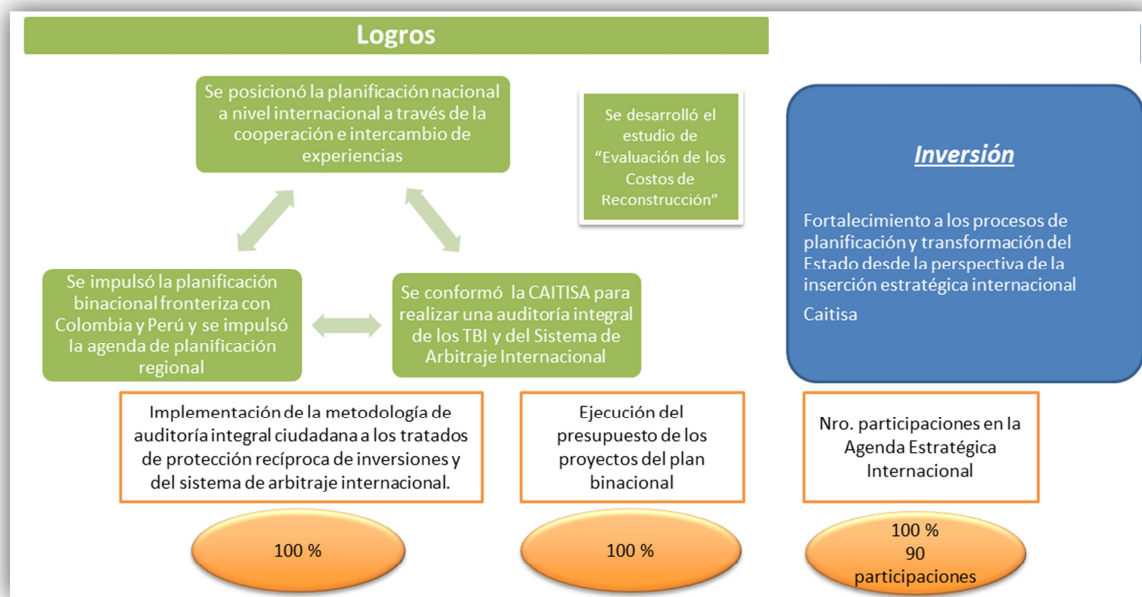 Logros
Se posicionó la planificación nacional
a nivel internacional a través de la
cooperación e intercambio de
experiencias
Se desarrolló el
estudio de
“Evaluación de los
Costos de
Reconstrucción”
Inversión
Fortalecimiento a los procesos de
planificación y transformación del
Estado desde la perspectiva de la
inserción estratégica internacional
Caitisa
Se impulsó la planificación
binacional fronteriza con
Colombia y Perú y se impulsó
la agenda de planificación
regional
Se conformó la CAITISA para
realizar una auditoría integral
de los TBI y del Sistema de
Arbitraje Internacional
Implementación de la metodología de
auditoría integral ciudadana a los tratados
de protección recíproca de inversiones y
del sistema de arbitraje internacional.
Ejecución del
presupuesto de los
proyectos del plan
binacional
Nro. participaciones en la
Agenda Estratégica
Internacional
100 %
100 %
100 %
90
participaciones